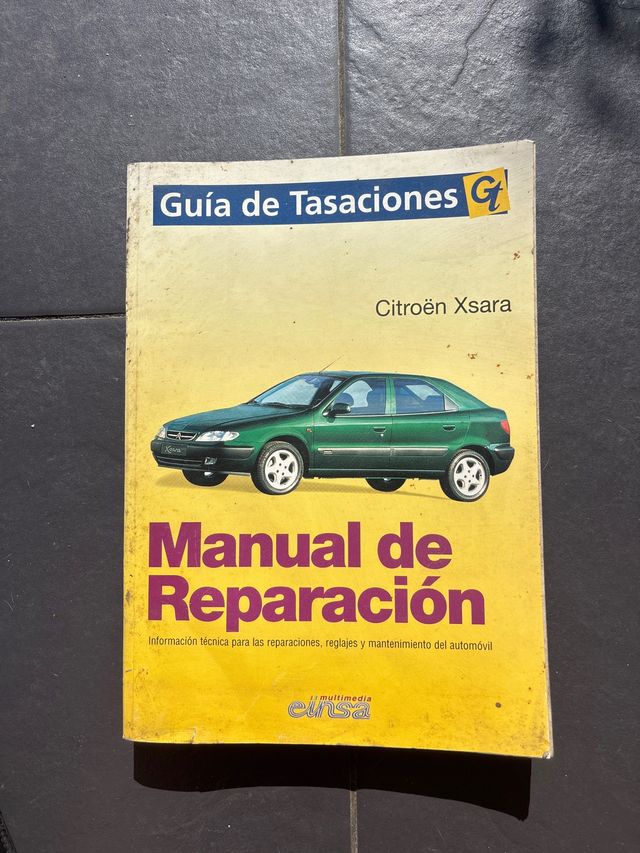 Guía de Tasaciones Gt
Citroën Xsara
Xsara
Manual de
Reparación
Información técnica para las reparaciones, reglajes y mantenimiento del automóvil
multimedia
einsa